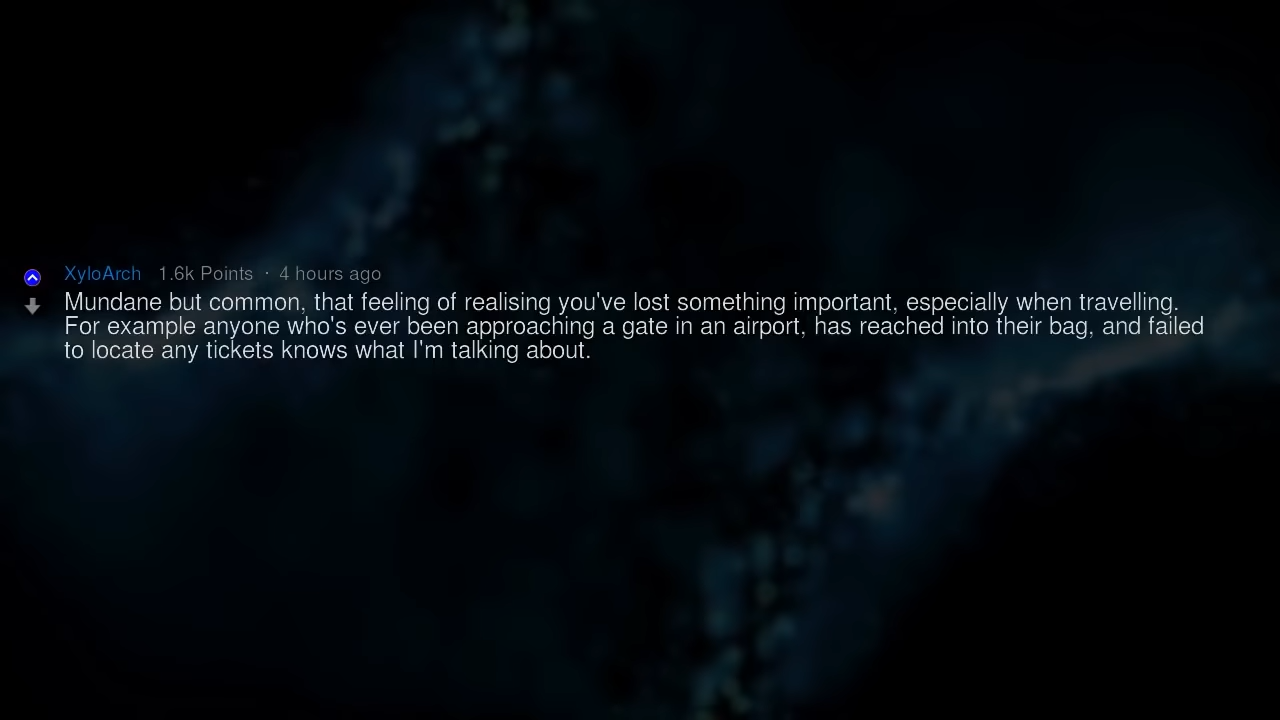 XyloArch 1.6k Points · 4 hours ago
Mundane but common, that feeling of realising you've lost something important, especially when travelling.
For example anyone who's ever been approaching a gate in an airport, has reached into their bag, and failed
to locate any tickets knows what I'm talking about.